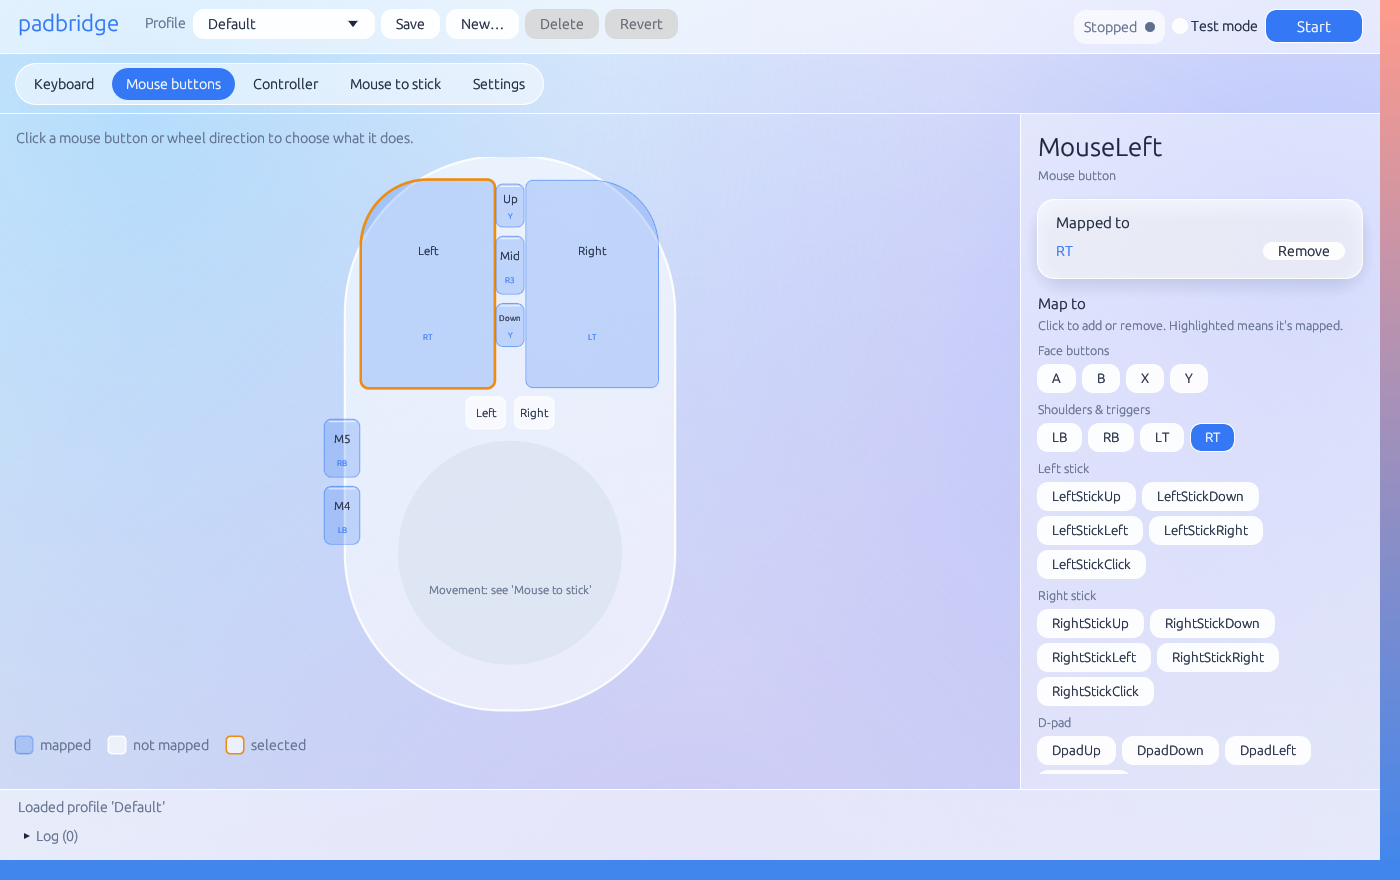 padbridge Profile Default Save New... Delete Revert Stopped Test mode Start
Keyboard Mouse buttons Controller Mouse to stick Settings
Click a mouse button or wheel direction to choose what it does.
Up
Y
Left
Mid
R3
Right
Down
RT
Y
LT
Left Right
M5
RB
M4
LB
Movement: see 'Mouse to stick'
mapped not mapped selected
MouseLeft
Mouse button
Mapped to
RT Remove
Map to
Click to add or remove. Highlighted means it's mapped.
Face buttons
A B X Y
Shoulders & triggers
LB RB LT RT
Left stick
LeftStickUp LeftStickDown
LeftStickLeft LeftStickRight
LeftStickClick
Right stick
RightStickUp RightStickDown
RightStickLeft RightStickRight
RightStickClick
D-pad
DpadUp DpadDown DpadLeft
Loaded profile 'Default'
Log (0)